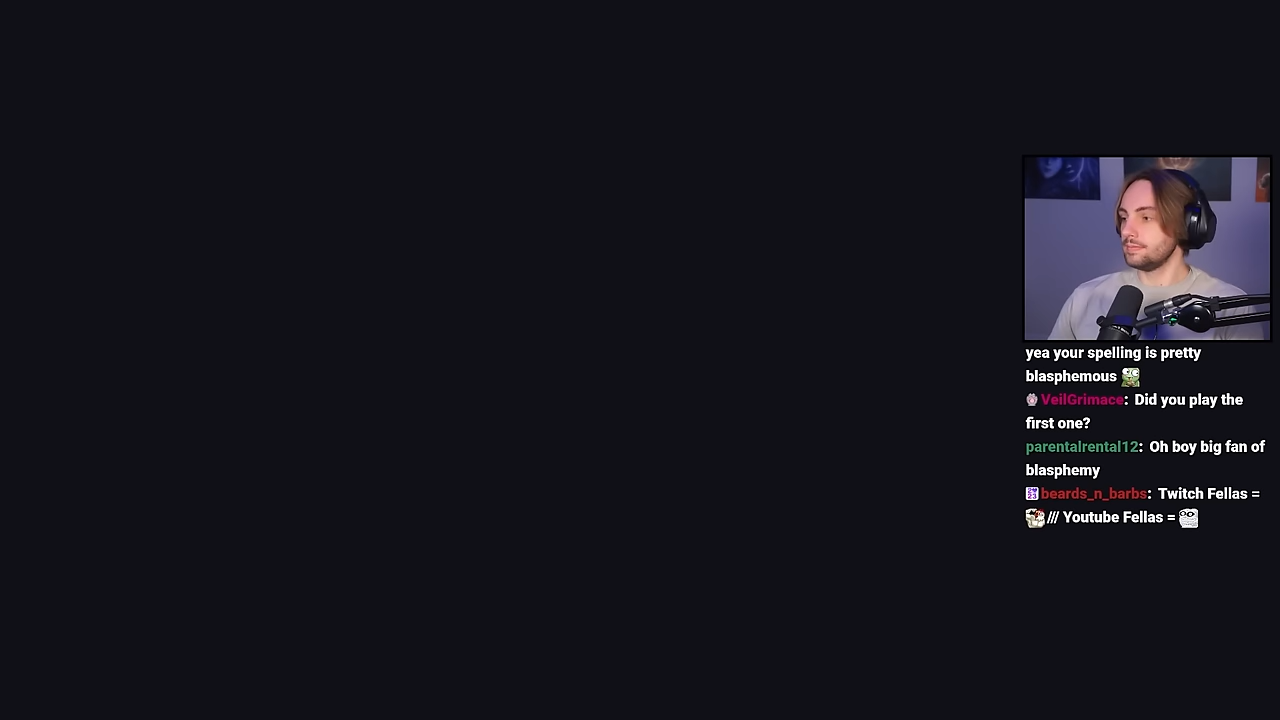 yea your spelling is pretty
blasphemous
VeilGrimace: Did you play the
first one?
parentalrental12: Oh boy big fan of
blasphemy
beards_n_barbs: Twitch Fellas =
/// Youtube Fellas =